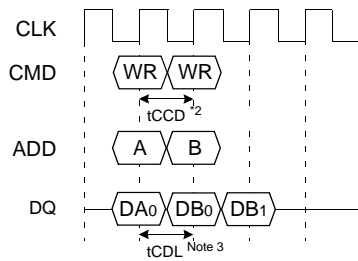 CLK
CMD WR WR
tCCD *2
ADD A B
DQ DA0 DB0 DB1
tCDL Note 3